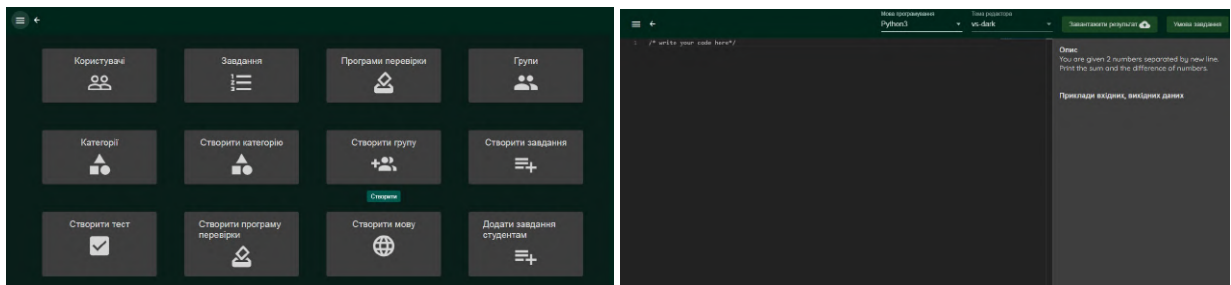 Користувачі
Завдання
Програми перевірки
Групи
Категорії
Створити категорію
Створити групу
Створити завдання
Створити
Створити тест
Створити програму
перевірки
Створити мову
Додати завдання
студентам
Мова програмування
Python3
Тема редактора
vs-dark
Завантажити результат
Умова завдання
1 /* write your code here*/
Опис
You are given 2 numbers separated by new line.
Print the sum and the difference of numbers.
Приклади вхідних, вихідних даних